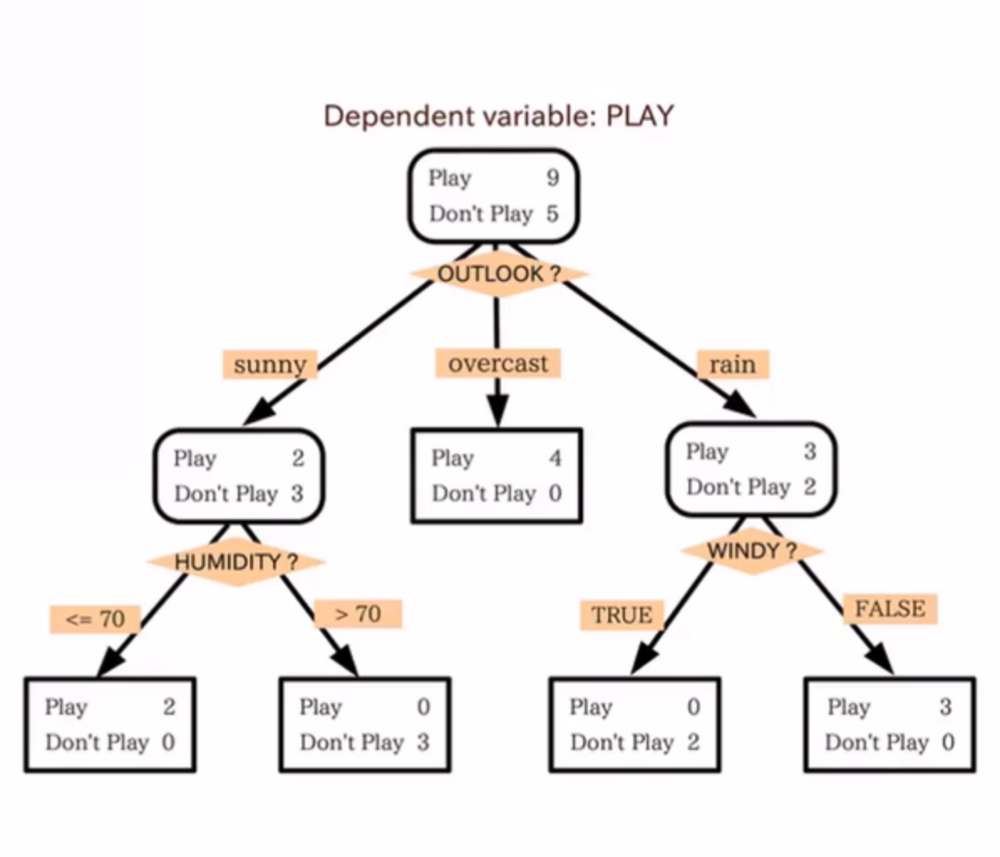 Dependent variable: PLAY
Play 9
Don't Play 5
OUTLOOK ?
sunny
overcast
rain
Play 2
Don't Play 3
Play 4
Don't Play 0
Play 3
Don't Play 2
HUMIDITY ?
WINDY ?
<= 70
> 70
TRUE
FALSE
Play 2
Don't Play 0
Play 0
Don't Play 3
Play 0
Don't Play 2
Play 3
Don't Play 0